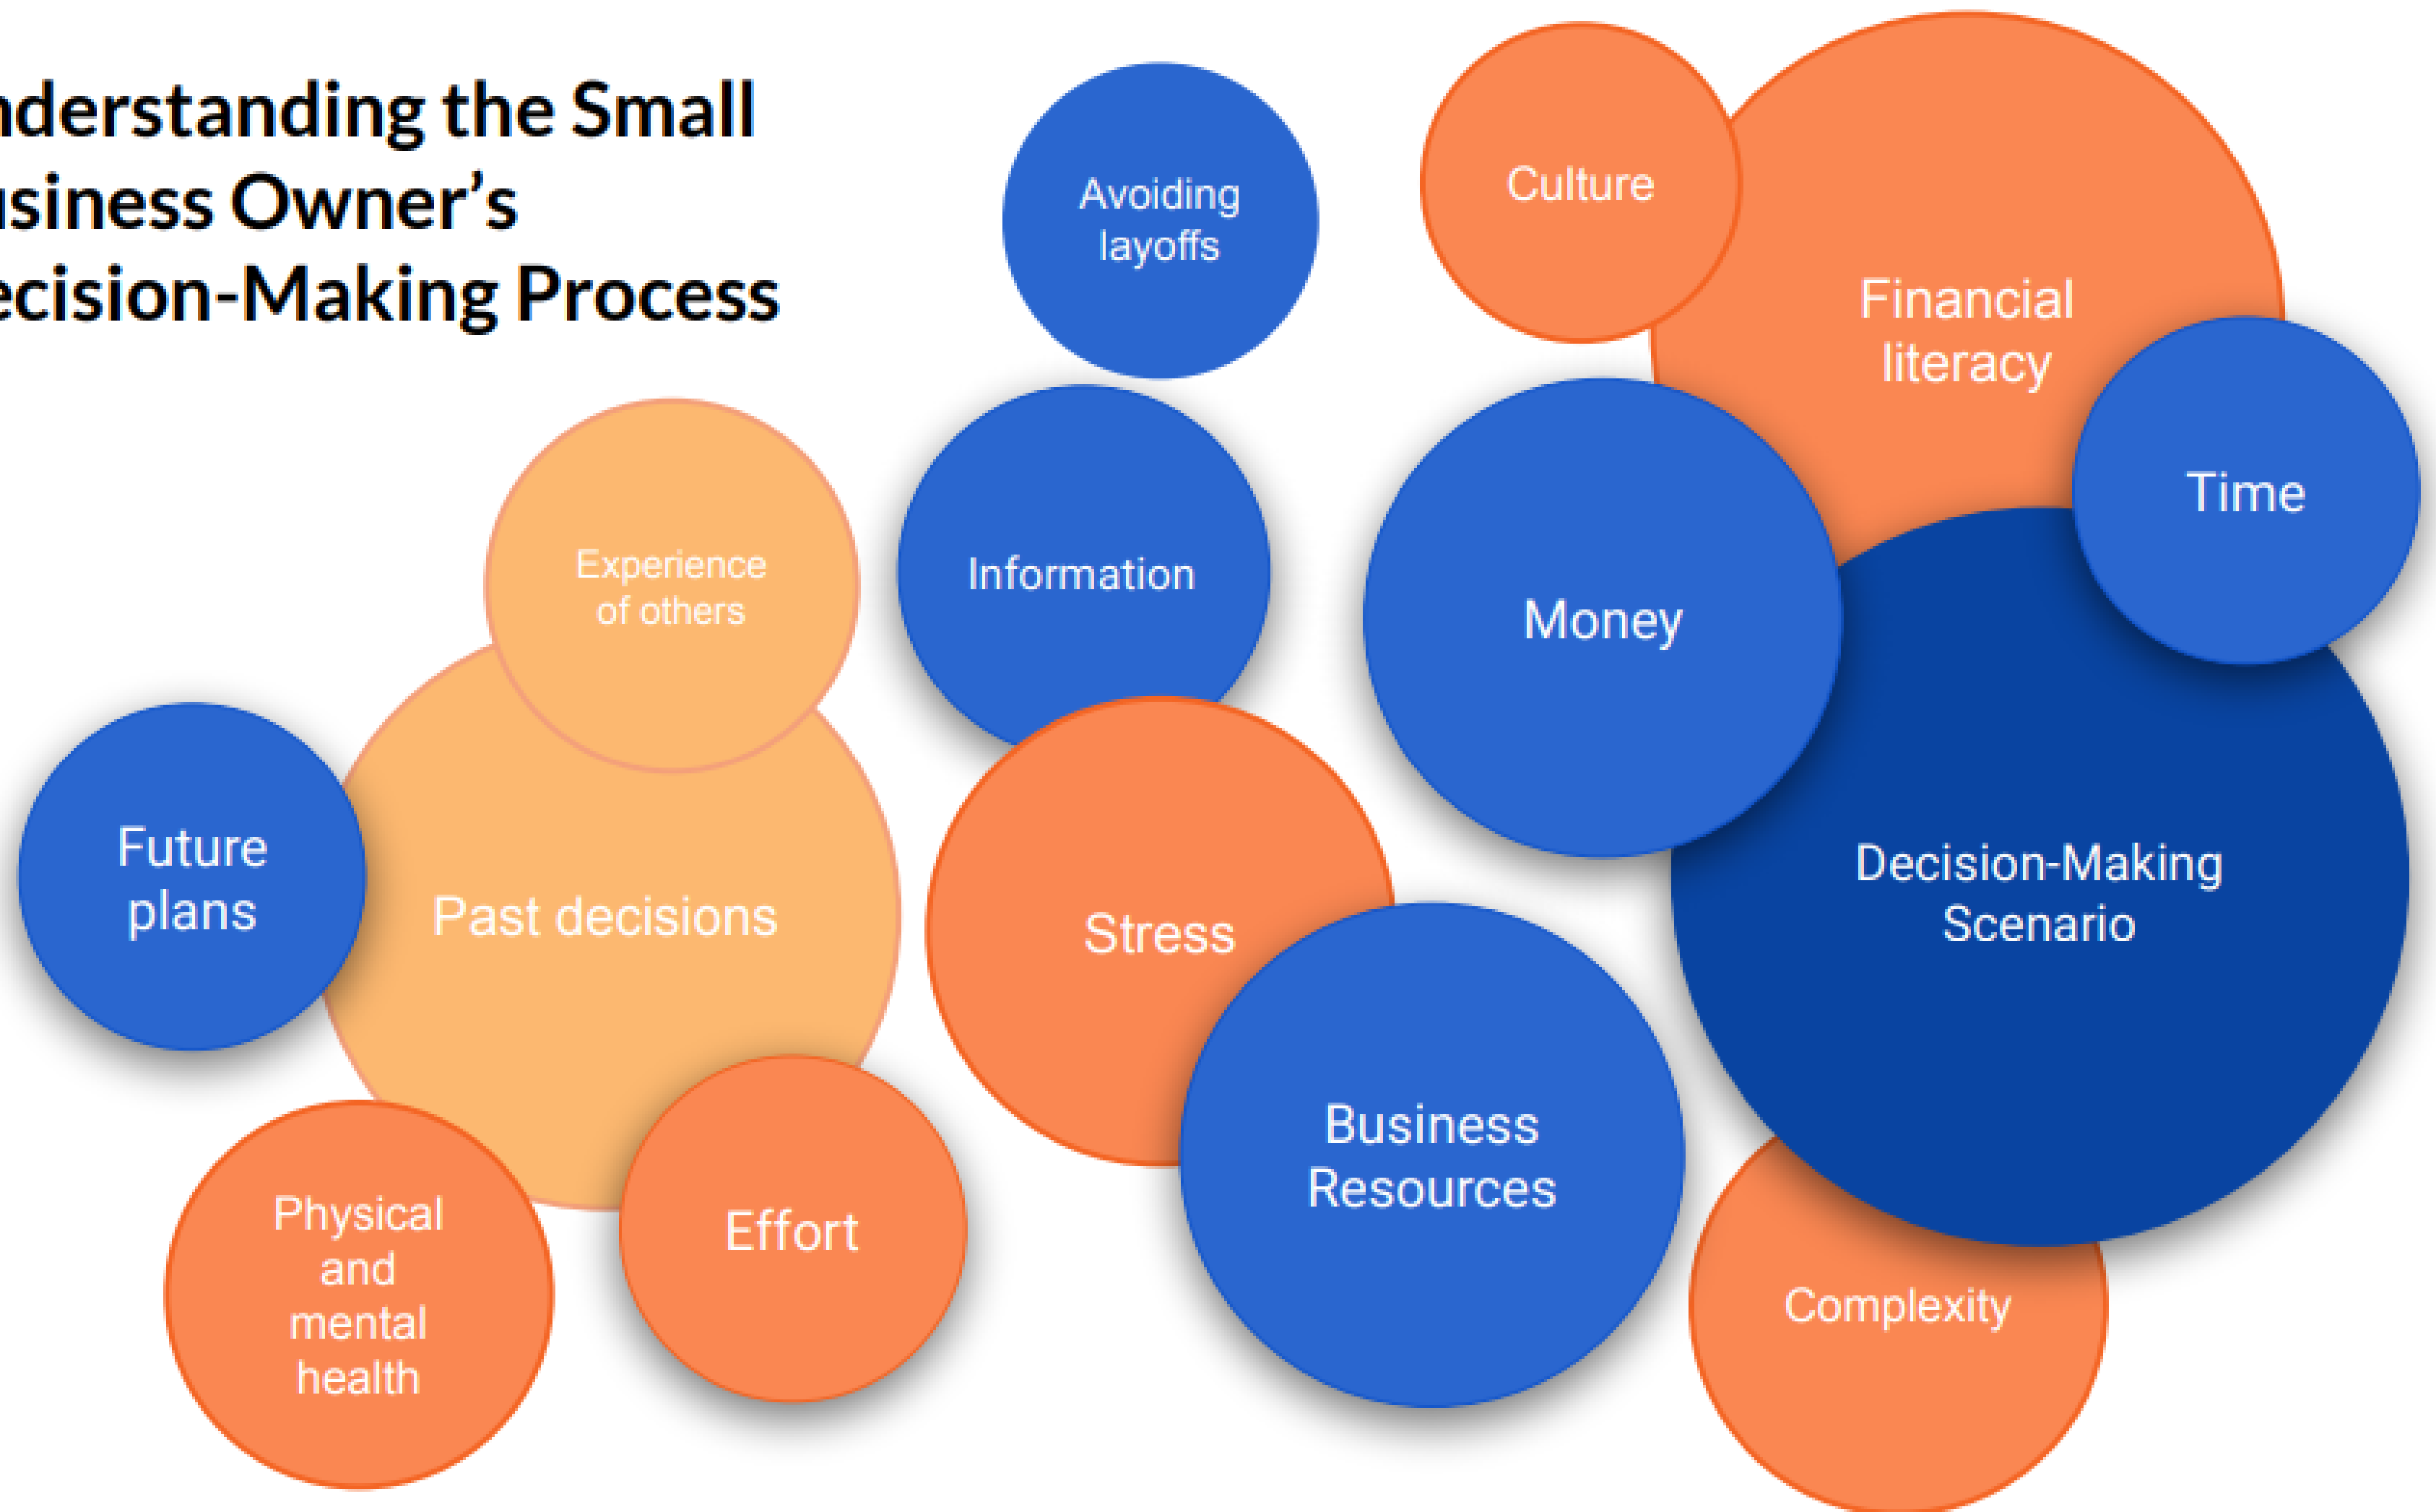 nderstanding the Small
usiness Owner’s
ecision-Making Process
Avoiding
layoffs
Culture
Financial
literacy
Time
Experience
of others
Information
Money
Future
plans
Past decisions
Stress
Decision-Making
Scenario
Business
Resources
Physical
and
mental
health
Effort
Complexity